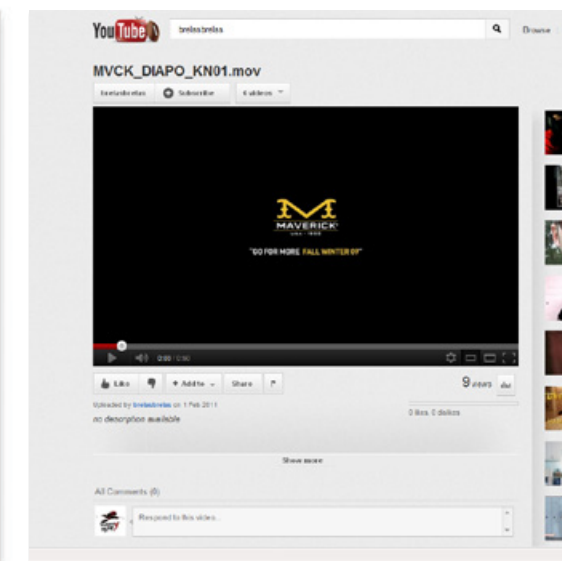 YouTube
brelasbrelas
Browse
MVCK_DIAPO_KN01.mov
brelasbrelas Subscribe 6 videos
MAVERICK
"GO FOR MORE FALL WINTER 09"
Like Add to Share 9 views
Uploaded by brelasbrelas on 1 Feb 2011
0 likes, 0 dislikes
no description available
Show more
All Comments (0)
Respond to this video...